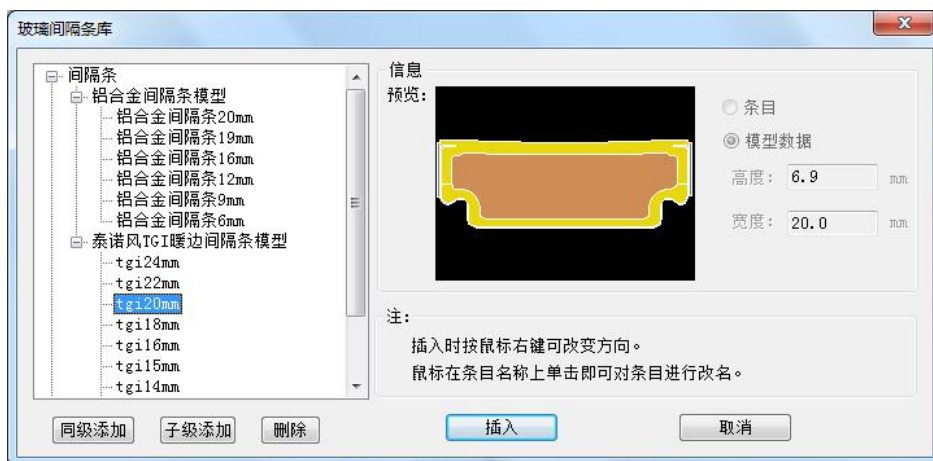 玻璃间隔条库
间隔条
铝合金间隔条模型
铝合金间隔条20mm
铝合金间隔条19mm
铝合金间隔条16mm
铝合金间隔条12mm
铝合金间隔条9mm
铝合金间隔条6mm
泰诺风TGI暖边间隔条模型
tgi24mm
tgi22mm
tgi20mm
tgi18mm
tgi16mm
tgi15mm
tgi14mm
同级添加
子级添加
删除
信息
预览:
条目
模型数据
高度: 6.9 mm
宽度: 20.0 mm
注:
插入时按鼠标右键可改变方向。
鼠标在条目名称上单击即可对条目进行改名。
插入
取消